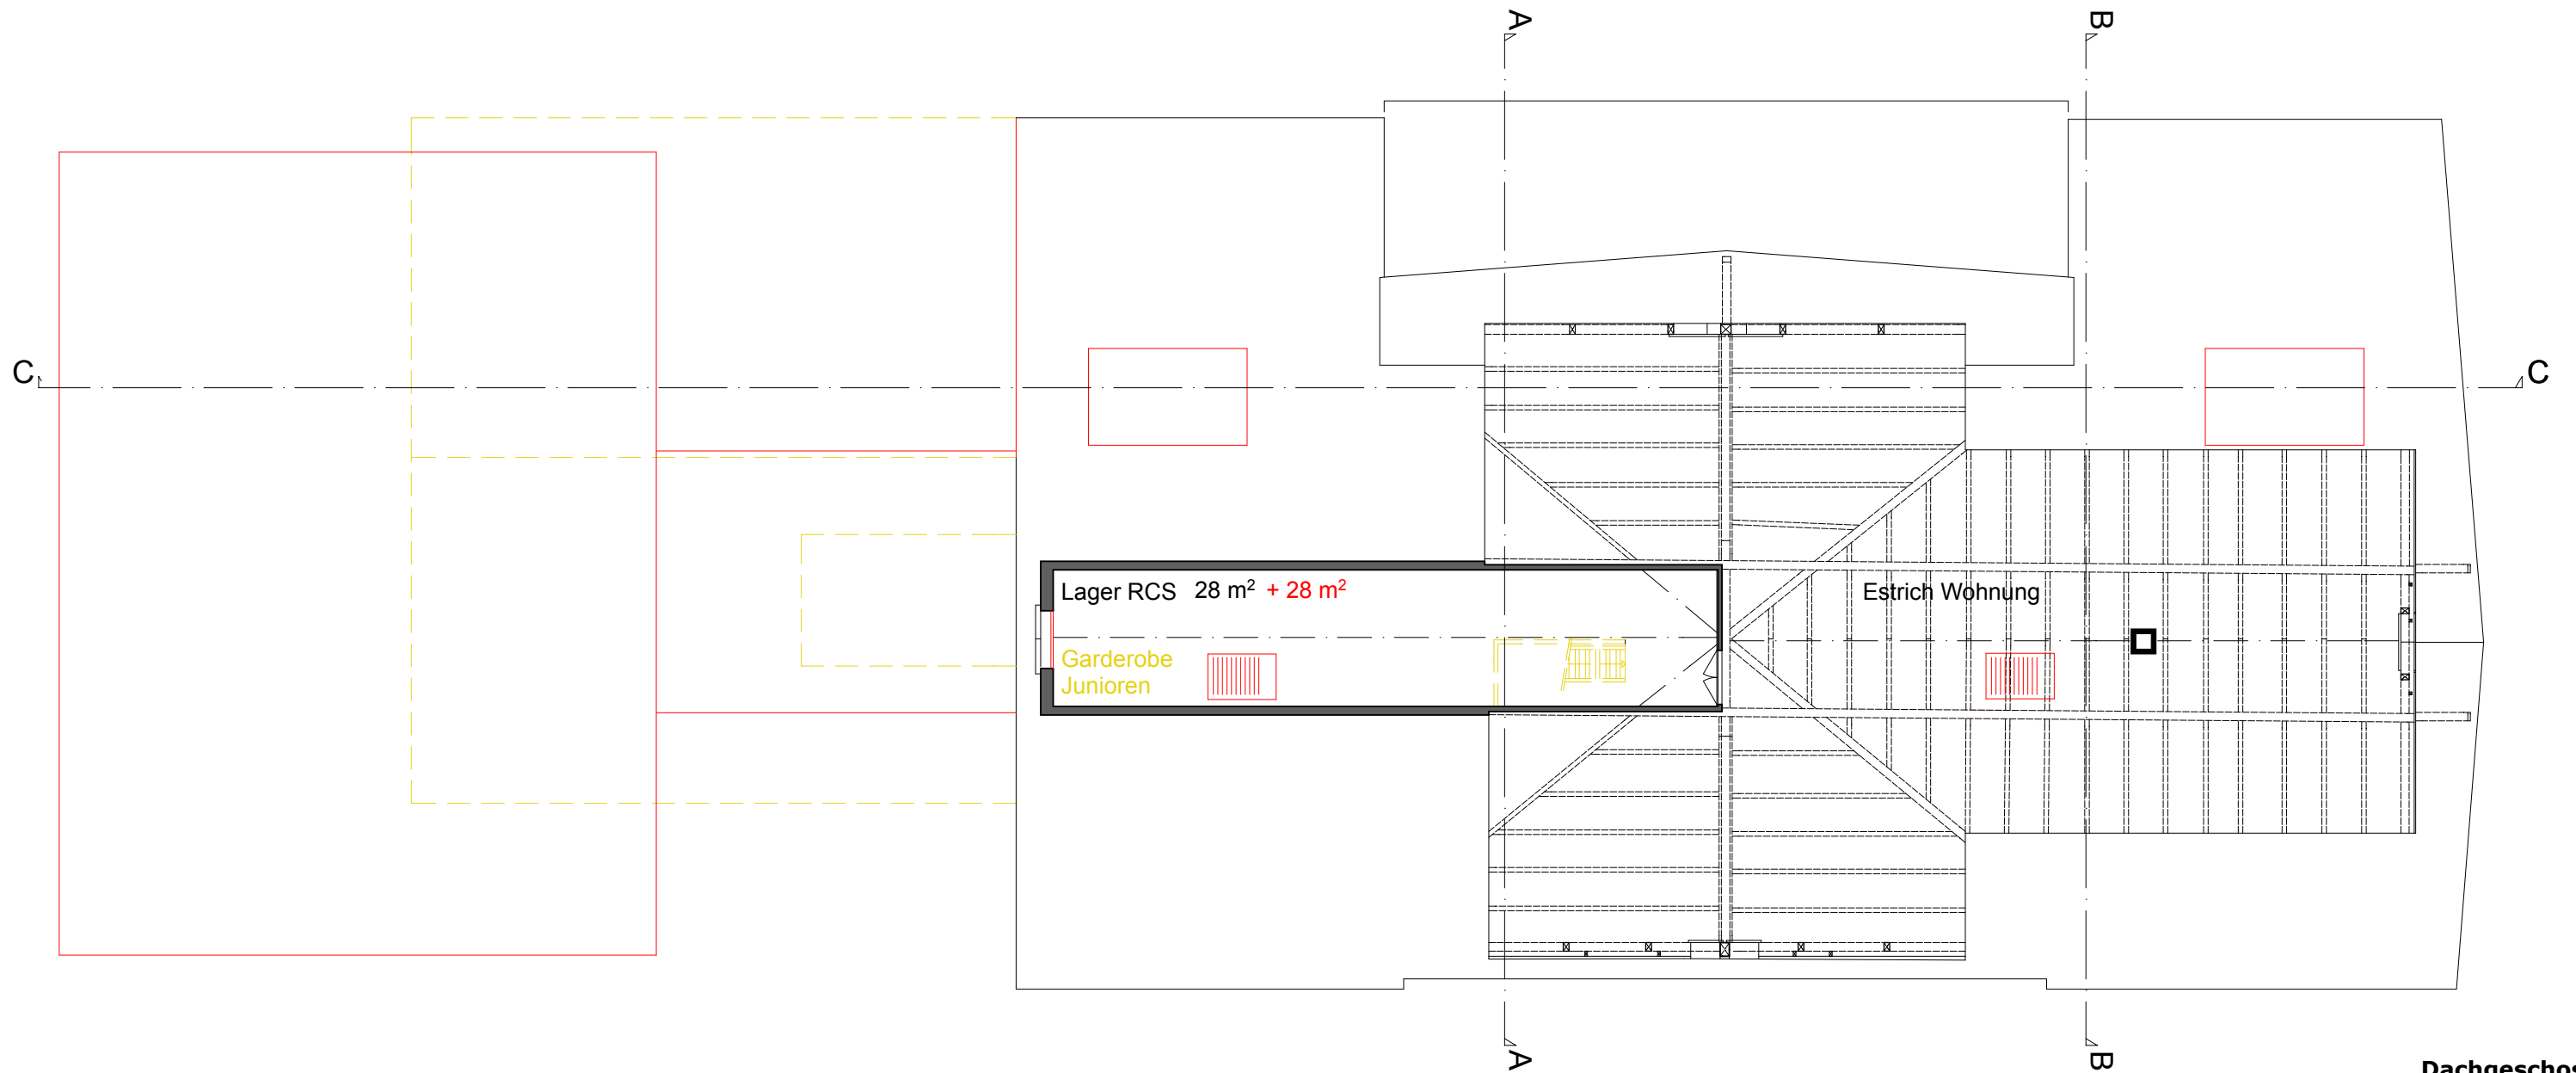 A
B
C
C
Lager RCS 28 m² + 28 m²
Estrich Wohnung
Garderobe
Junioren
A
B